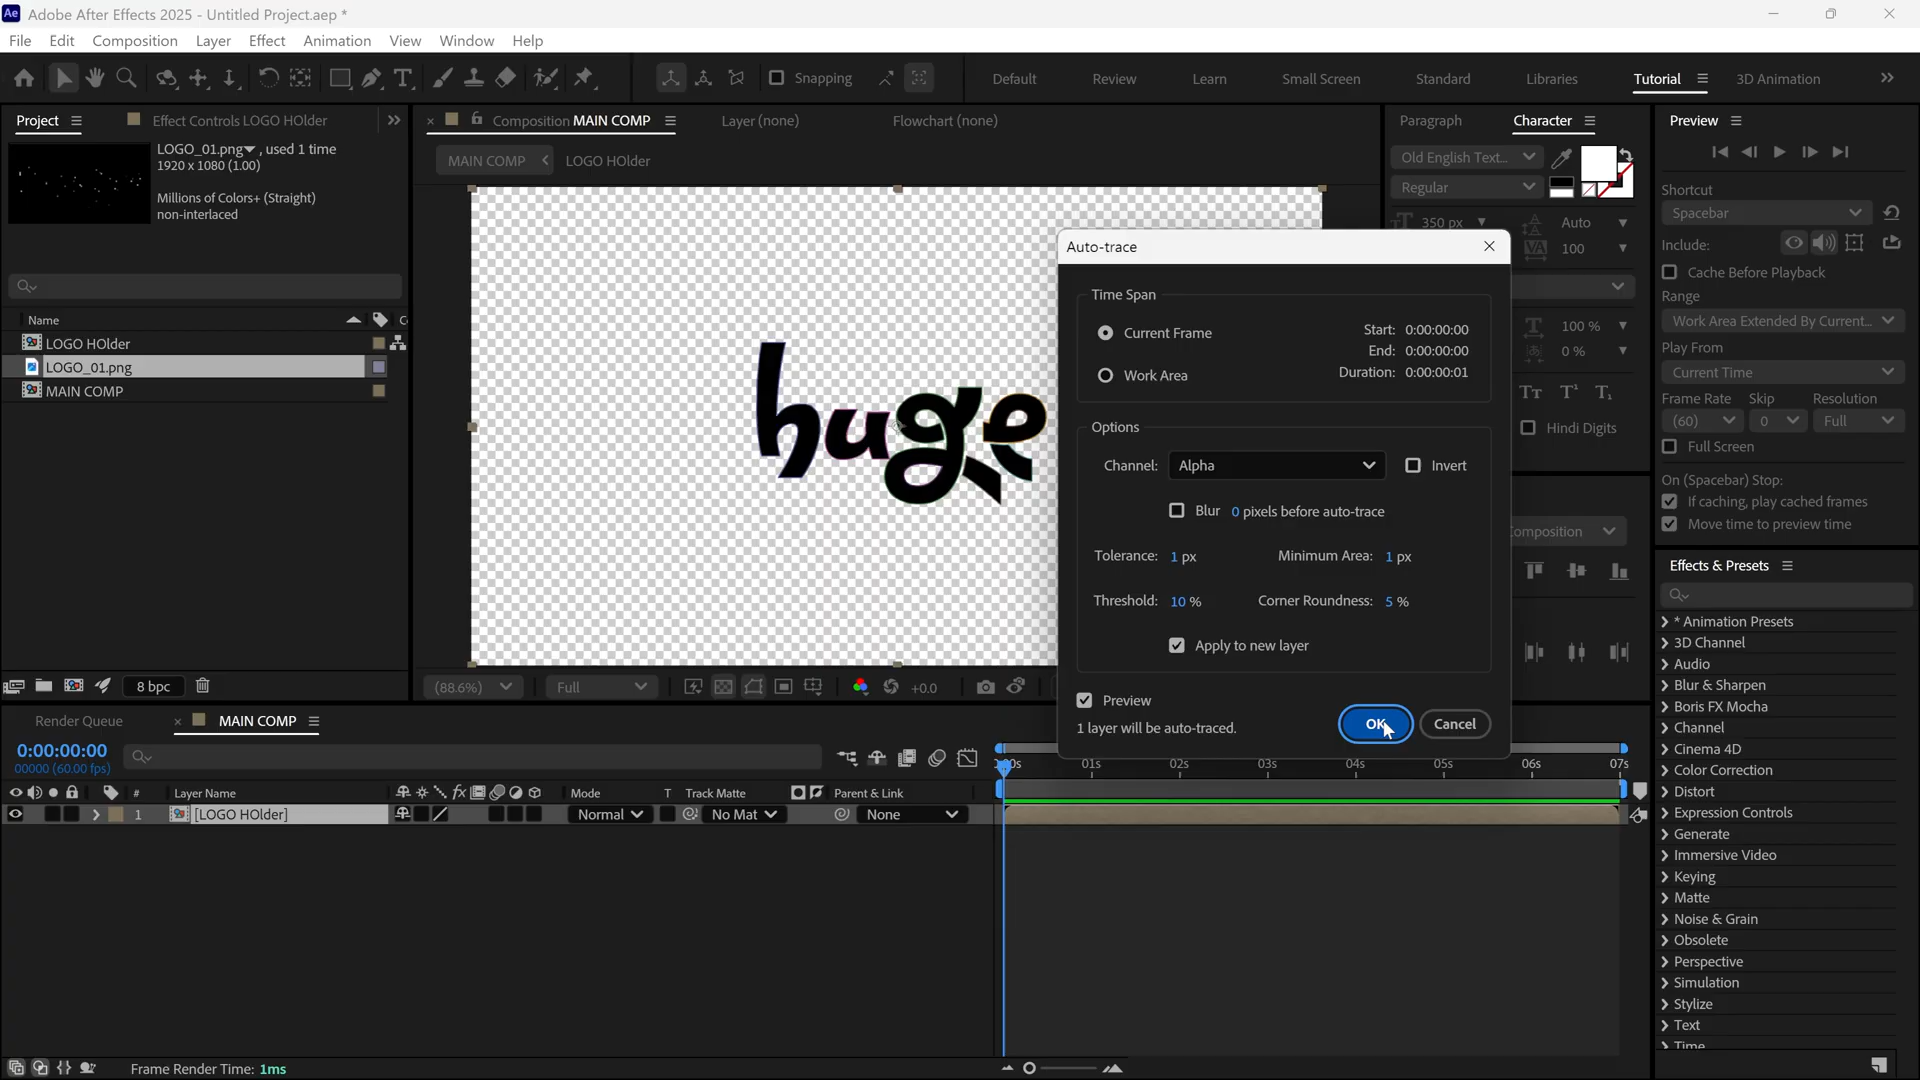 Ae Adobe After Effects 2025 - Untitled Project.aep *
File Edit Composition Layer Effect Animation View Window Help
Snapping
Default Review Learn Small Screen Standard Libraries Tutorial 3D Animation
Project Effect Controls LOGO HOlder
LOGO_01.png , used 1 time
1920 x 1080 (1.00)
Millions of Colors+ (Straight)
non-interlaced
Name
LOGO HOlder
LOGO_01.png
MAIN COMP
8 bpc
Composition MAIN COMP Layer (none) Flowchart (none)
MAIN COMP LOGO HOlder
huge
(88.6%) Full +0.0
Auto-trace
Time Span
Current Frame
Work Area
Start: 0:00:00:00
End: 0:00:00:00
Duration: 0:00:00:01
Options
Channel: Alpha Invert
Blur 0 pixels before auto-trace
Tolerance: 1 px Minimum Area: 1 px
Threshold: 10 % Corner Roundness: 5 %
Apply to new layer
Preview
1 layer will be auto-traced.
OK Cancel
Paragraph Character
Old English Text...
Regular
350 px Auto
100
100 %
0 %
Hindi Digits
omposition
Preview
Shortcut
Spacebar
Include:
Cache Before Playback
Range
Work Area Extended By Current...
Play From
Current Time
Frame Rate Skip Resolution
(60) 0 Full
Full Screen
On (Spacebar) Stop:
If caching, play cached frames
Move time to preview time
Effects & Presets
* Animation Presets
3D Channel
Audio
Blur & Sharpen
Boris FX Mocha
Channel
Cinema 4D
Color Correction
Distort
Expression Controls
Generate
Immersive Video
Keying
Matte
Noise & Grain
Obsolete
Perspective
Simulation
Stylize
Text
Time
Render Queue MAIN COMP
0:00:00:00
00000 (60.00 fps)
01s 02s 03s 04s 05s 06s 07s
# Layer Name Mode T Track Matte Parent & Link
1 [LOGO HOlder] Normal No Mat None
Frame Render Time: 1ms